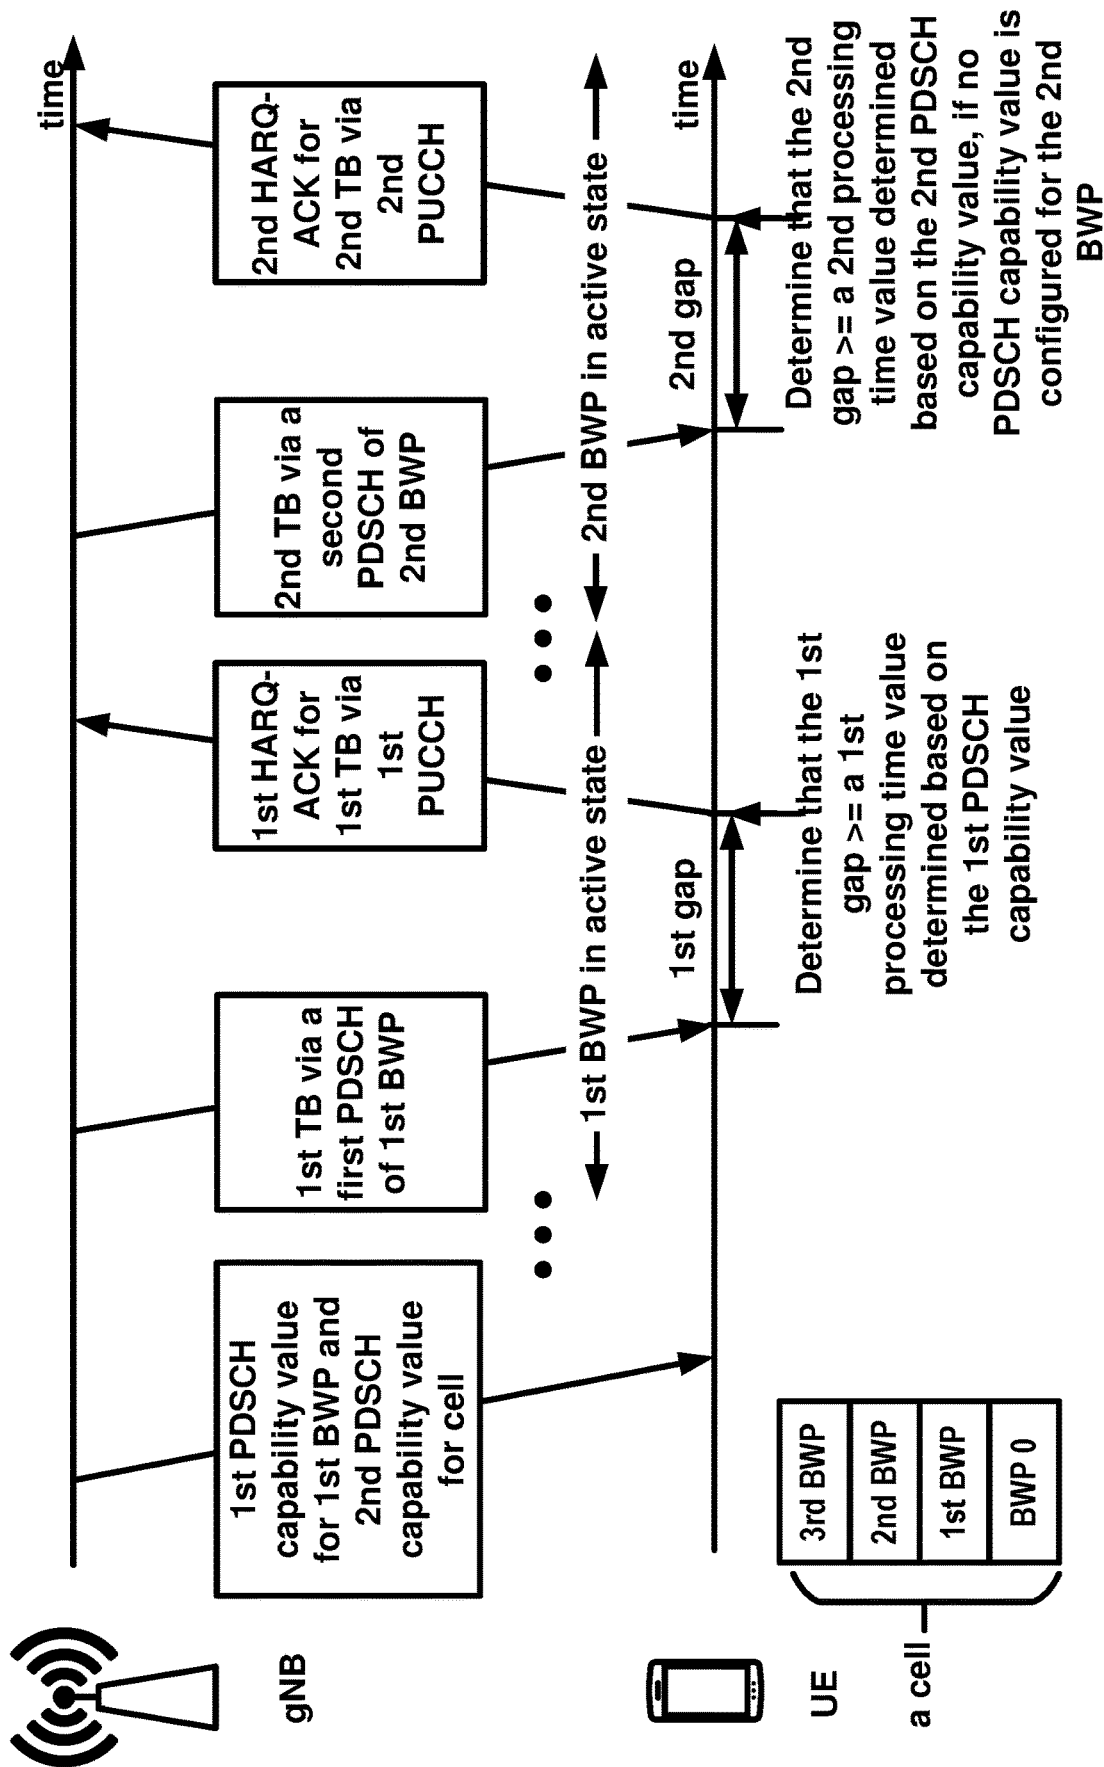 time
gNB
1st PDSCH
capability value
for 1st BWP and
2nd PDSCH
capability value
for cell
1st TB via a
first PDSCH
of 1st BWP
1st HARQ-
ACK for
1st TB via
1st
PUCCH
2nd TB via a
second
PDSCH of
2nd BWP
2nd HARQ-
ACK for
2nd TB via
2nd
PUCCH
1st BWP in active state
2nd BWP in active state
UE
1st gap
2nd gap
time
a cell
3rd BWP
2nd BWP
1st BWP
BWP 0
Determine that the 1st
gap >= a 1st
processing time value
determined based on
the 1st PDSCH
capability value
Determine that the 2nd
gap >= a 2nd processing
time value determined
based on the 2nd PDSCH
capability value, if no
PDSCH capability value is
configured for the 2nd
BWP